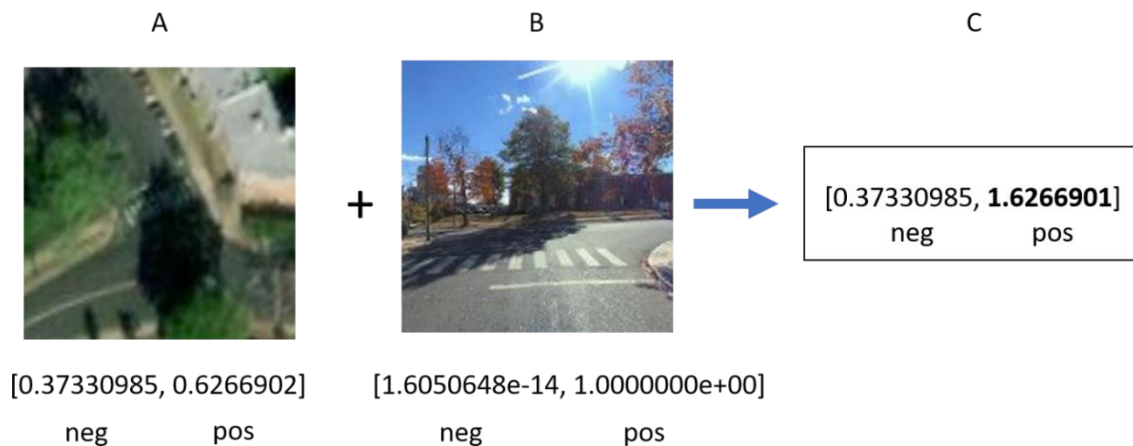 A B C
+
[0.37330985, 1.6266901]
neg pos
[0.37330985, 0.6266902] [1.6050648e-14, 1.0000000e+00]
neg pos neg pos